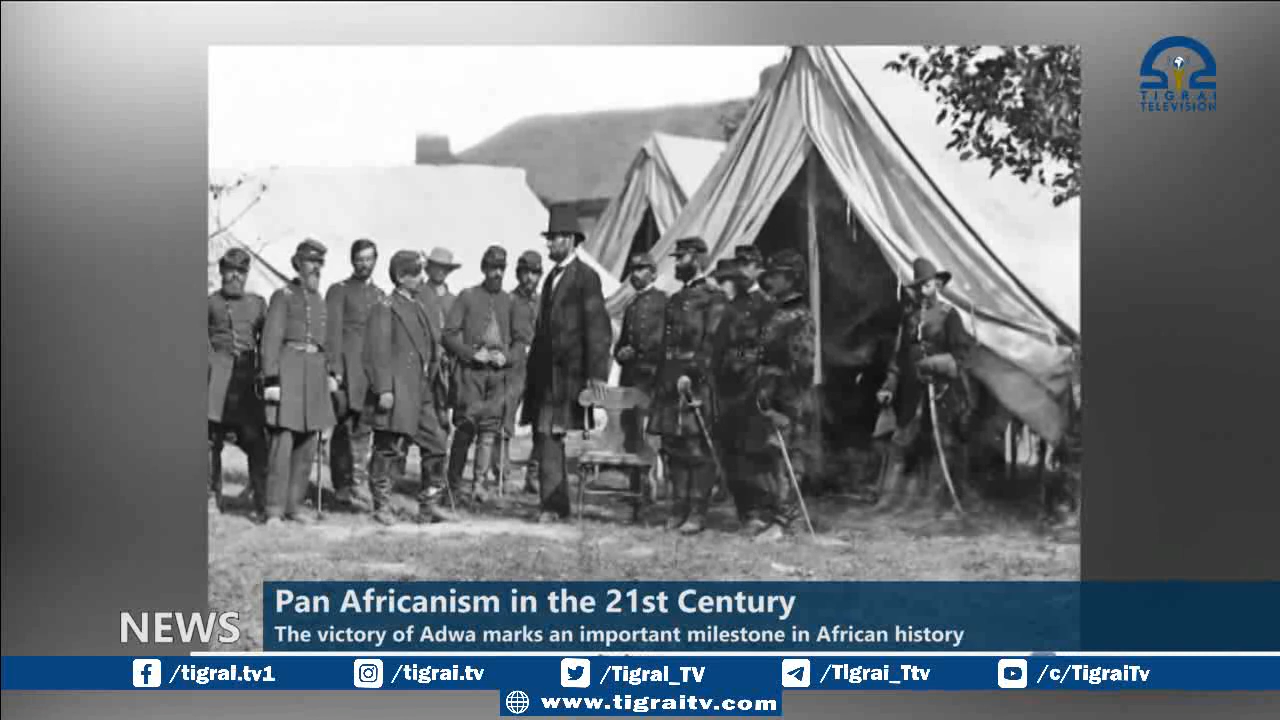 TIGRAI
TELEVISION
Pan Africanism in the 21st Century
NEWS
The victory of Adwa marks an important milestone in African history
/tigrai.tv1
/tigrai.tv
/Tigrai_TV
/Tigrai_Ttv
/c/TigraiTv
www.tigraitv.com